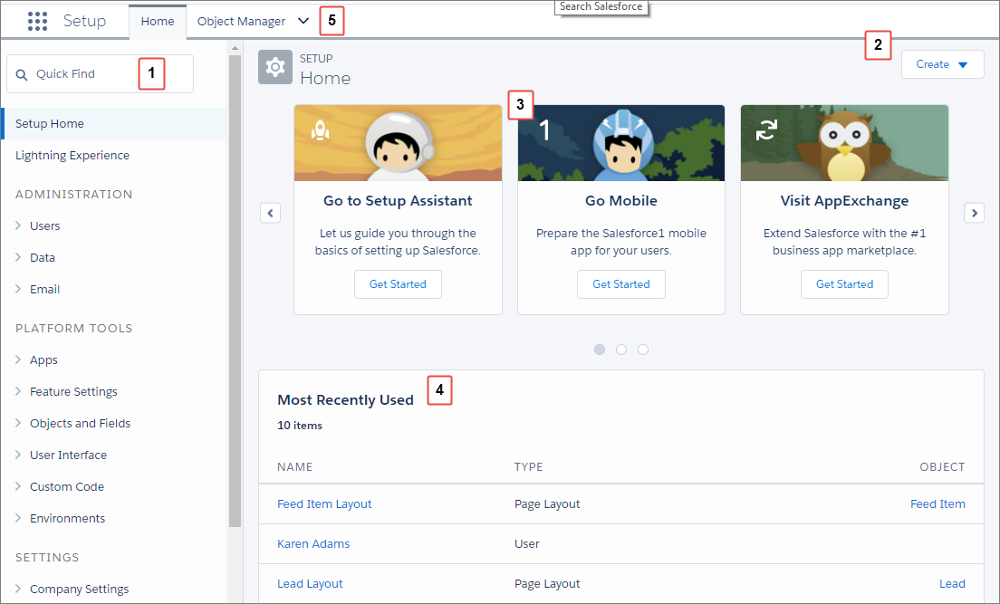 Search Salesforce
Setup
Home
Object Manager
5
Quick Find
1
Setup Home
Lightning Experience
ADMINISTRATION
Users
Data
Email
PLATFORM TOOLS
Apps
Feature Settings
Objects and Fields
User Interface
Custom Code
Environments
SETTINGS
Company Settings
SETUP
Home
2
Create
3
1
Go to Setup Assistant
Let us guide you through the
basics of setting up Salesforce.
Get Started
Go Mobile
Prepare the Salesforce1 mobile
app for your users.
Get Started
Visit AppExchange
Extend Salesforce with the #1
business app marketplace.
Get Started
Most Recently Used
4
10 items
NAME TYPE OBJECT
Feed Item Layout Page Layout Feed Item
Karen Adams User
Lead Layout Page Layout Lead